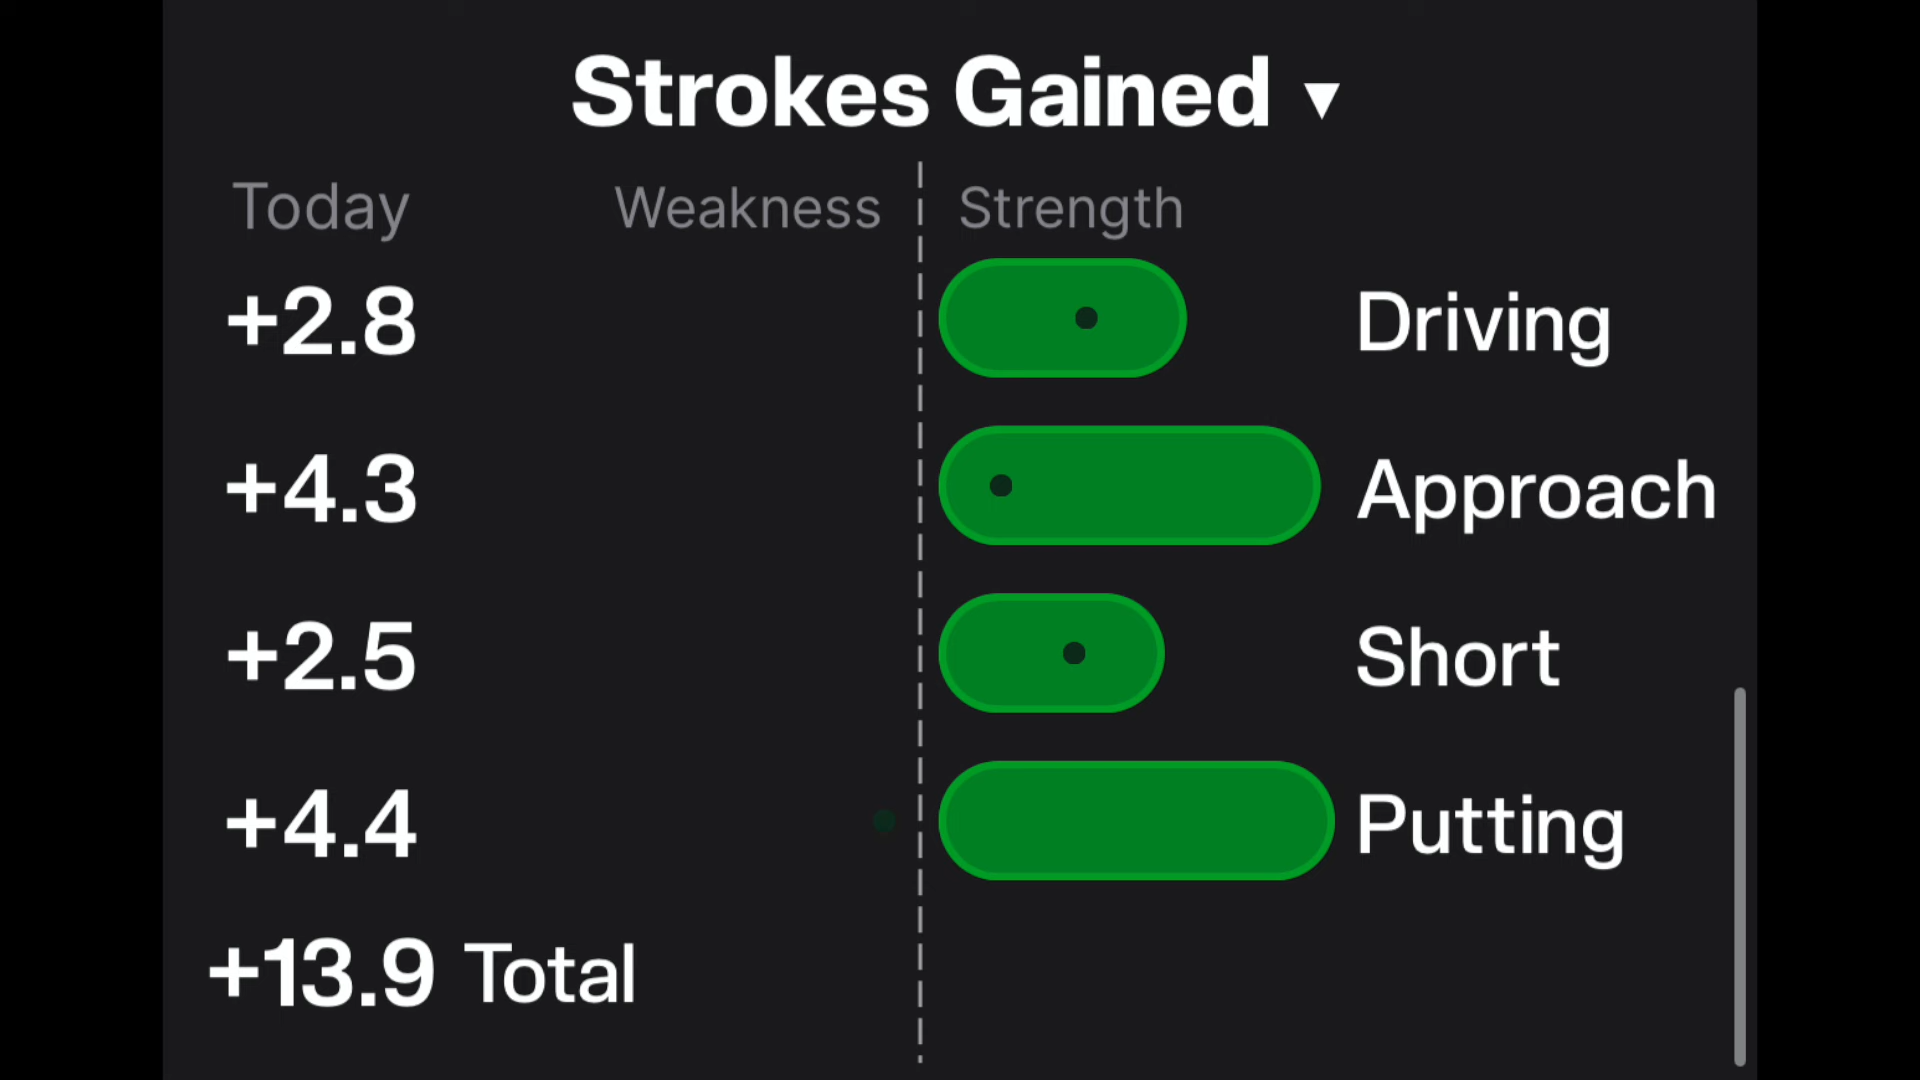 Strokes Gained ▼
Today Weakness Strength
+2.8 Driving
+4.3 Approach
+2.5 Short
+4.4 Putting
+13.9 Total